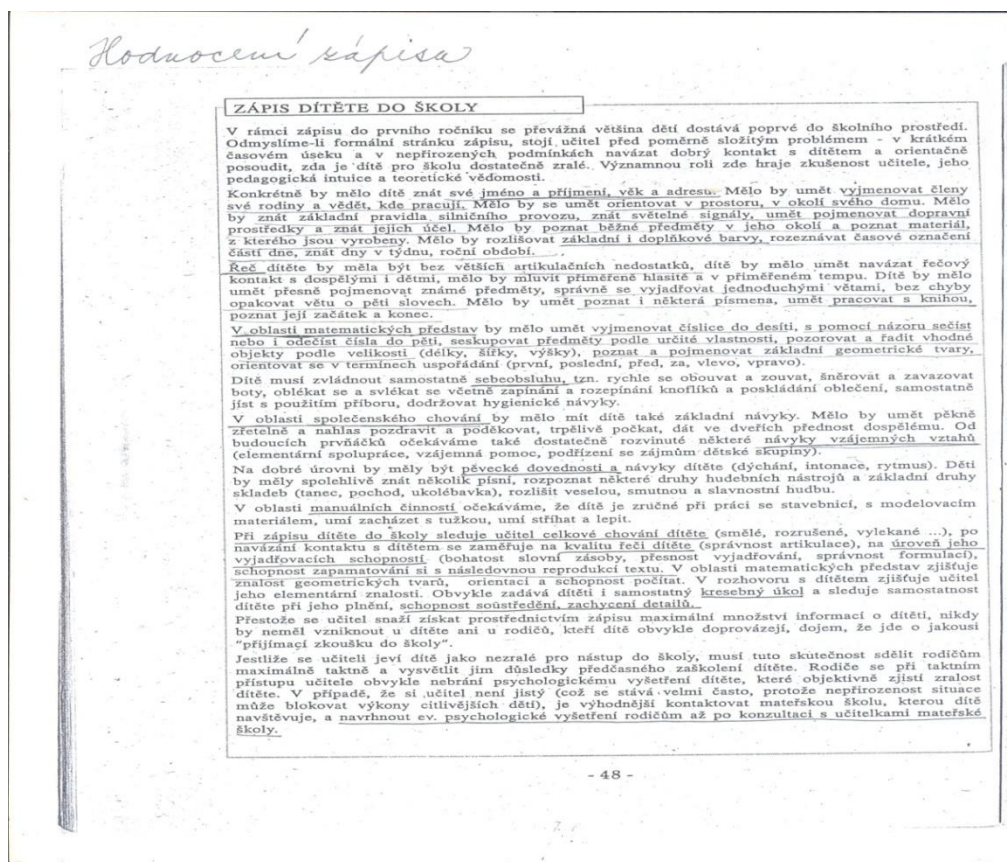 Hodnocení zápisa
ZÁPIS DÍTĚTE DO ŠKOLY
V rámci zápisu do prvního ročníku se převážná většina dětí dostává poprvé do školního prostředí.
Odmyslíme-li formální stránku zápisu, stojí učitel před poměrně složitým problémem - v krátkém
časovém úseku a v nepřirozených podmínkách navázat dobrý kontakt s dítětem a orientačně
posoudit, zda je dítě pro školu dostatečně zralé. Významnou roli zde hraje zkušenost učitele, jeho
pedagogická intuice a teoretické vědomosti.
Konkrétně by mělo dítě znát své jméno a příjmení, věk a adresu. Mělo by umět vyjmenovat členy
své rodiny a vědět, kde pracují. Mělo by se umět orientovat v prostoru, v okolí svého domu. Mělo
by znát základní pravidla silničního provozu, znát světelné signály, umět pojmenovat dopravní
prostředky a znát jejich účel. Mělo by poznat běžné předměty v jeho okolí a poznat materiál,
z kterého jsou vyrobeny. Mělo by rozlišovat základní i doplňkové barvy, rozeznávat časové označení
částí dne, znát dny v týdnu, roční období.
Řeč dítěte by měla být bez větších artikulačních nedostatků, dítě by mělo umět navázat řečový
kontakt s dospělými i dětmi, mělo by mluvit přiměřeně hlasitě a v přiměřeném tempu. Dítě by mělo
umět přesně pojmenovat známé předměty, správně se vyjadřovat jednoduchými větami, bez chyby
opakovat větu o pěti slovech. Mělo by umět poznat i některá písmena, umět pracovat s knihou,
poznat její začátek a konec.
V oblasti matematických představ by mělo umět vyjmenovat číslice do desíti, s pomocí názoru sečíst
nebo i odečíst čísla do pěti, seskupovat předměty podle určité vlastnosti, pozorovat a řadit vhodné
objekty podle velikosti (délky, šířky, výšky), poznat a pojmenovat základní geometrické tvary,
orientovat se v termínech uspořádání (první, poslední, před, za, vlevo, vpravo).
Dítě musí zvládnout samostatně sebeobsluhu, tzn. rychle se obouvat a zouvat, šněrovat a zavazovat
boty, oblékat se a svlékat se včetně zapínání a rozepínání knoflíků a poskládání oblečení, samostatně
jíst s použitím příboru, dodržovat hygienické návyky.
V oblasti společenského chování by mělo mít dítě také základní návyky. Mělo by umět pěkně
zřetelně a nahlas pozdravit a poděkovat, trpělivě počkat, dát ve dveřích přednost dospělému. Od
budoucích prvňáčků očekáváme také dostatečně rozvinuté některé návyky vzájemných vztahů
(elementární spolupráce, vzájemná pomoc, podřízení se zájmům dětské skupiny).
Na dobré úrovni by měly být pěvecké dovednosti a návyky dítěte (dýchání, intonace, rytmus). Děti
by měly spolehlivě znát několik písní, rozpoznat některé druhy hudebních nástrojů a základní druhy
skladeb (tanec, pochod, ukolébavka), rozlišit veselou, smutnou a slavnostní hudbu.
V oblasti manuálních činností očekáváme, že dítě je zručné při práci se stavebnicí, s modelovacím
materiálem, umí zacházet s tužkou, umí stříhat a lepit.
Při zápisu dítěte do školy sleduje učitel celkové chování dítěte (smělé, rozrušené, vylekané ...), po
navázání kontaktu s dítětem se zaměřuje na kvalitu řeči dítěte (správnost artikulace), na úroveň jeho
vyjadřovacích schopností (bohatost slovní zásoby, přesnost vyjadřování, správnost formulací),
schopnost zapamatování si s následovnou reprodukcí textu. V oblasti matematických představ zjišťuje
znalost geometrických tvarů, orientaci a schopnost počítat. V rozhovoru s dítětem zjišťuje učitel
jeho elementární znalosti. Obvykle zadává dítěti i samostatný kresebný úkol a sleduje samostatnost
dítěte při jeho plnění, schopnost soustředění, zachycení detailů.
Přestože se učitel snaží získat prostřednictvím zápisu maximální množství informací o dítěti, nikdy
by neměl vzniknout u dítěte ani u rodičů, kteří dítě obvykle doprovázejí, dojem, že jde o jakousi
"přijímací zkoušku do školy".
Jestliže se učiteli jeví dítě jako nezralé pro nástup do školy, musí tuto skutečnost sdělit rodičům
maximálně taktně a vysvětlit jim důsledky předčasného zaškolení dítěte. Rodiče se při taktním
přístupu učitele obvykle nebrání psychologickému vyšetření dítěte, které objektivně zjistí zralost
dítěte. V případě, že si učitel není jistý (což se stává velmi často, protože nepřirozenost situace
může blokovat výkony citlivějších dětí), je výhodnější kontaktovat mateřskou školu, kterou dítě
navštěvuje, a navrhnout ev. psychologické vyšetření rodičům až po konzultaci s učitelkami mateřské
školy.
- 48 -